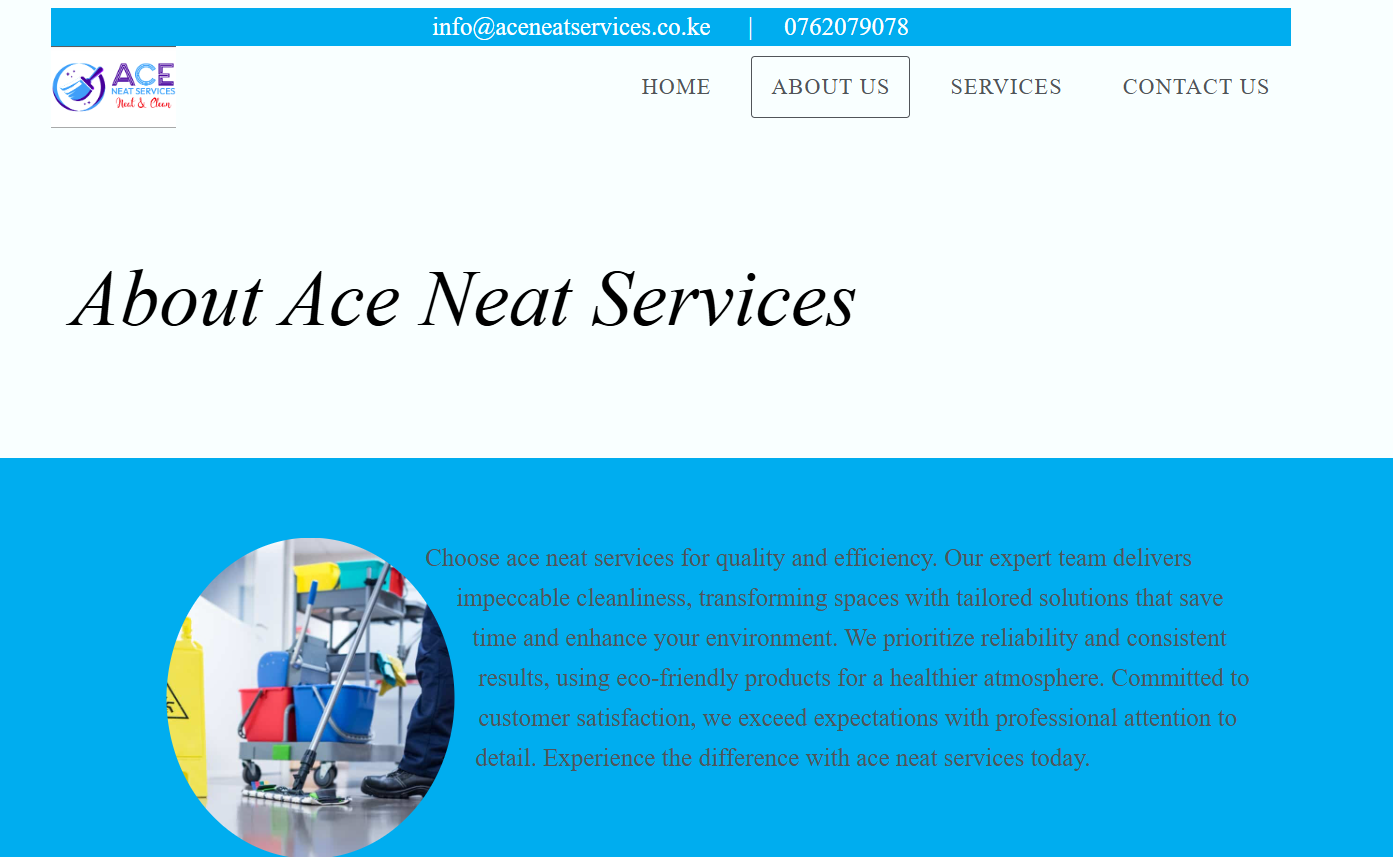 info@aceneatservices.co.ke | 0762079078
ACE
NEAT SERVICES
Neat & Clean
HOME ABOUT US SERVICES CONTACT US
About Ace Neat Services
Choose ace neat services for quality and efficiency. Our expert team delivers
impeccable cleanliness, transforming spaces with tailored solutions that save
time and enhance your environment. We prioritize reliability and consistent
results, using eco-friendly products for a healthier atmosphere. Committed to
customer satisfaction, we exceed expectations with professional attention to
detail. Experience the difference with ace neat services today.